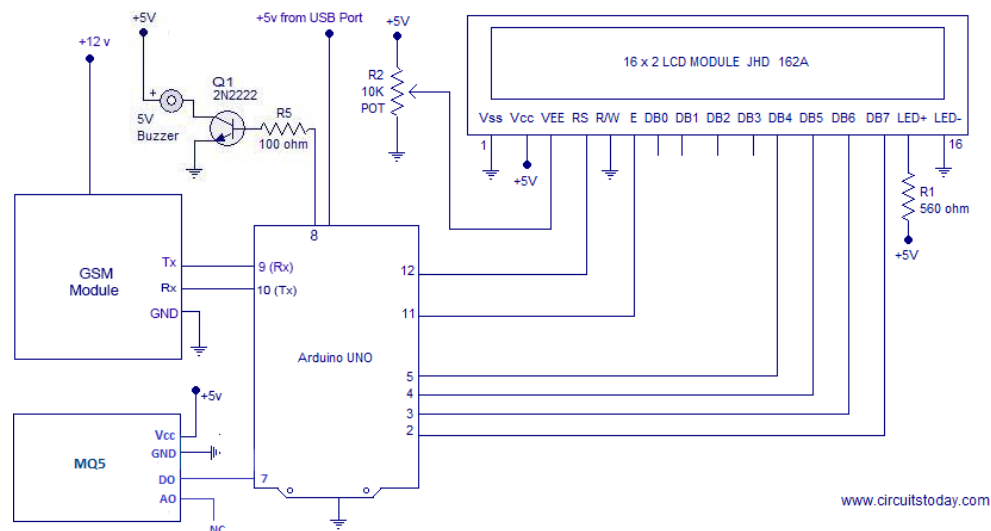 +5V
+5v from USB Port
+5V
+12 v
Q1
2N2222
+
5V
Buzzer
R5
100 ohm
R2
10K
POT
16 x 2 LCD MODULE JHD 162A
Vss Vcc VEE RS R/W E DB0 DB1 DB2 DB3 DB4 DB5 DB6 DB7 LED+ LED-
1
16
+5V
R1
560 ohm
+5V
8
GSM
Module
Tx
Rx
GND
9 (Rx)
10 (Tx)
12
11
Arduino UNO
5
4
3
2
+5v
MQ5
Vcc
GND
DO
AO
7
NC
www.circuitstoday.com